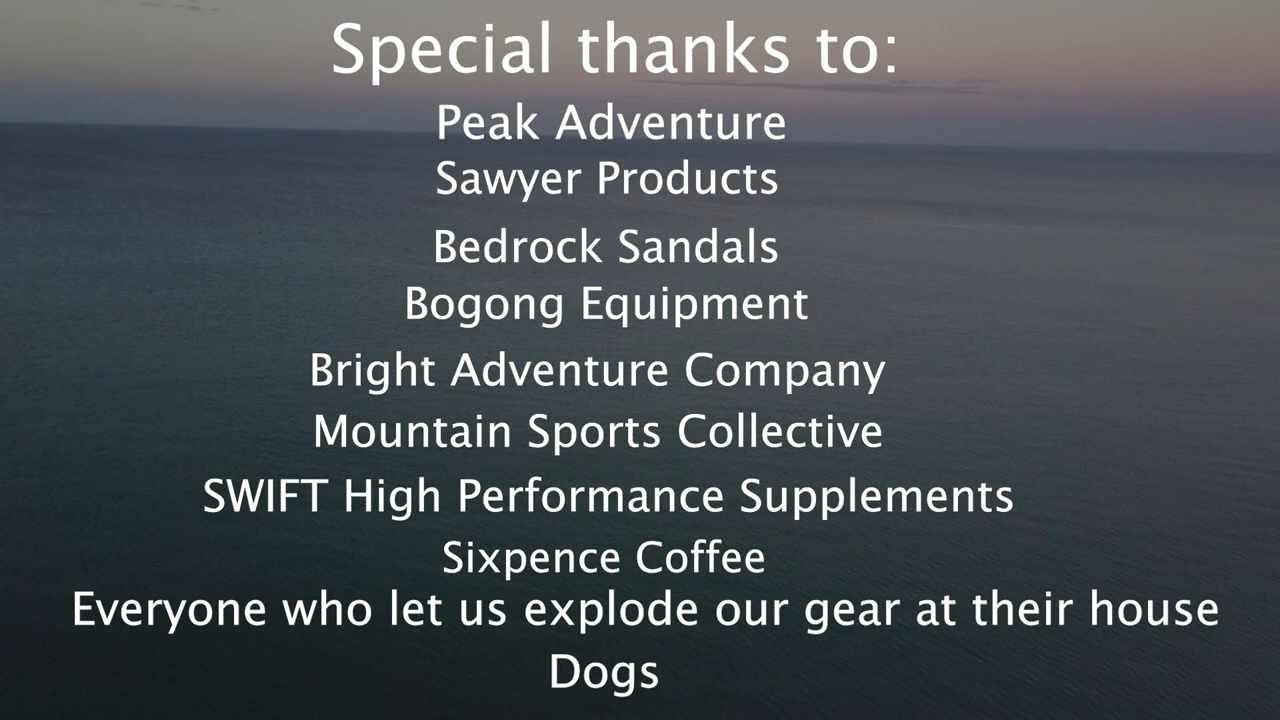 Special thanks to:
Peak Adventure
Sawyer Products
Bedrock Sandals
Bogong Equipment
Bright Adventure Company
Mountain Sports Collective
SWIFT High Performance Supplements
Sixpence Coffee
Everyone who let us explode our gear at their house
Dogs